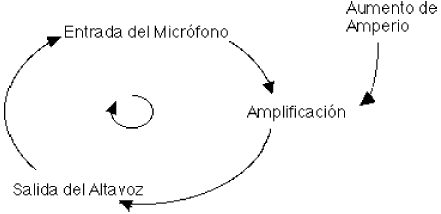 Aumento de
Amperio
Entrada del Micrófono
Amplificación
Salida del Altavoz